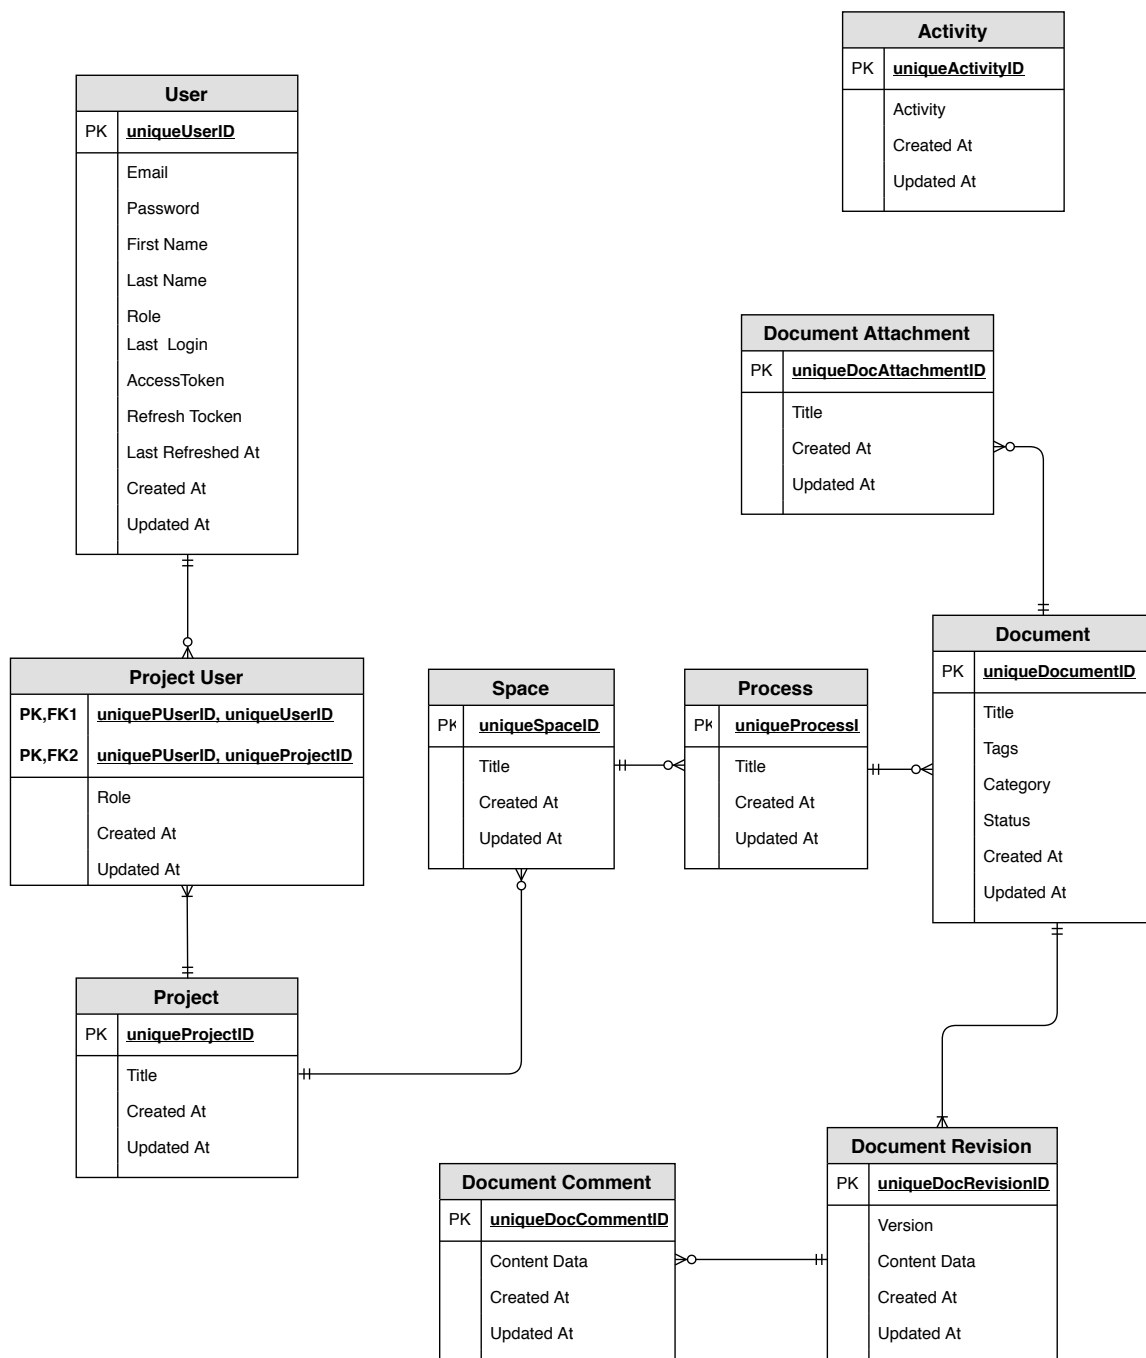 Activity
PK uniqueActivityID
Activity
Created At
Updated At
User
PK uniqueUserID
Email
Password
First Name
Last Name
Role
Last Login
AccessToken
Refresh Tocken
Last Refreshed At
Created At
Updated At
Document Attachment
PK uniqueDocAttachmentID
Title
Created At
Updated At
Document
PK uniqueDocumentID
Title
Tags
Category
Status
Created At
Updated At
Project User
PK,FK1 uniquePUserID, uniqueUserID
PK,FK2 uniquePUserID, uniqueProjectID
Role
Created At
Updated At
Space
PK uniqueSpaceID
Title
Created At
Updated At
Process
PK uniqueProcessI
Title
Created At
Updated At
Project
PK uniqueProjectID
Title
Created At
Updated At
Document Revision
PK uniqueDocRevisionID
Version
Content Data
Created At
Updated At
Document Comment
PK uniqueDocCommentID
Content Data
Created At
Updated At